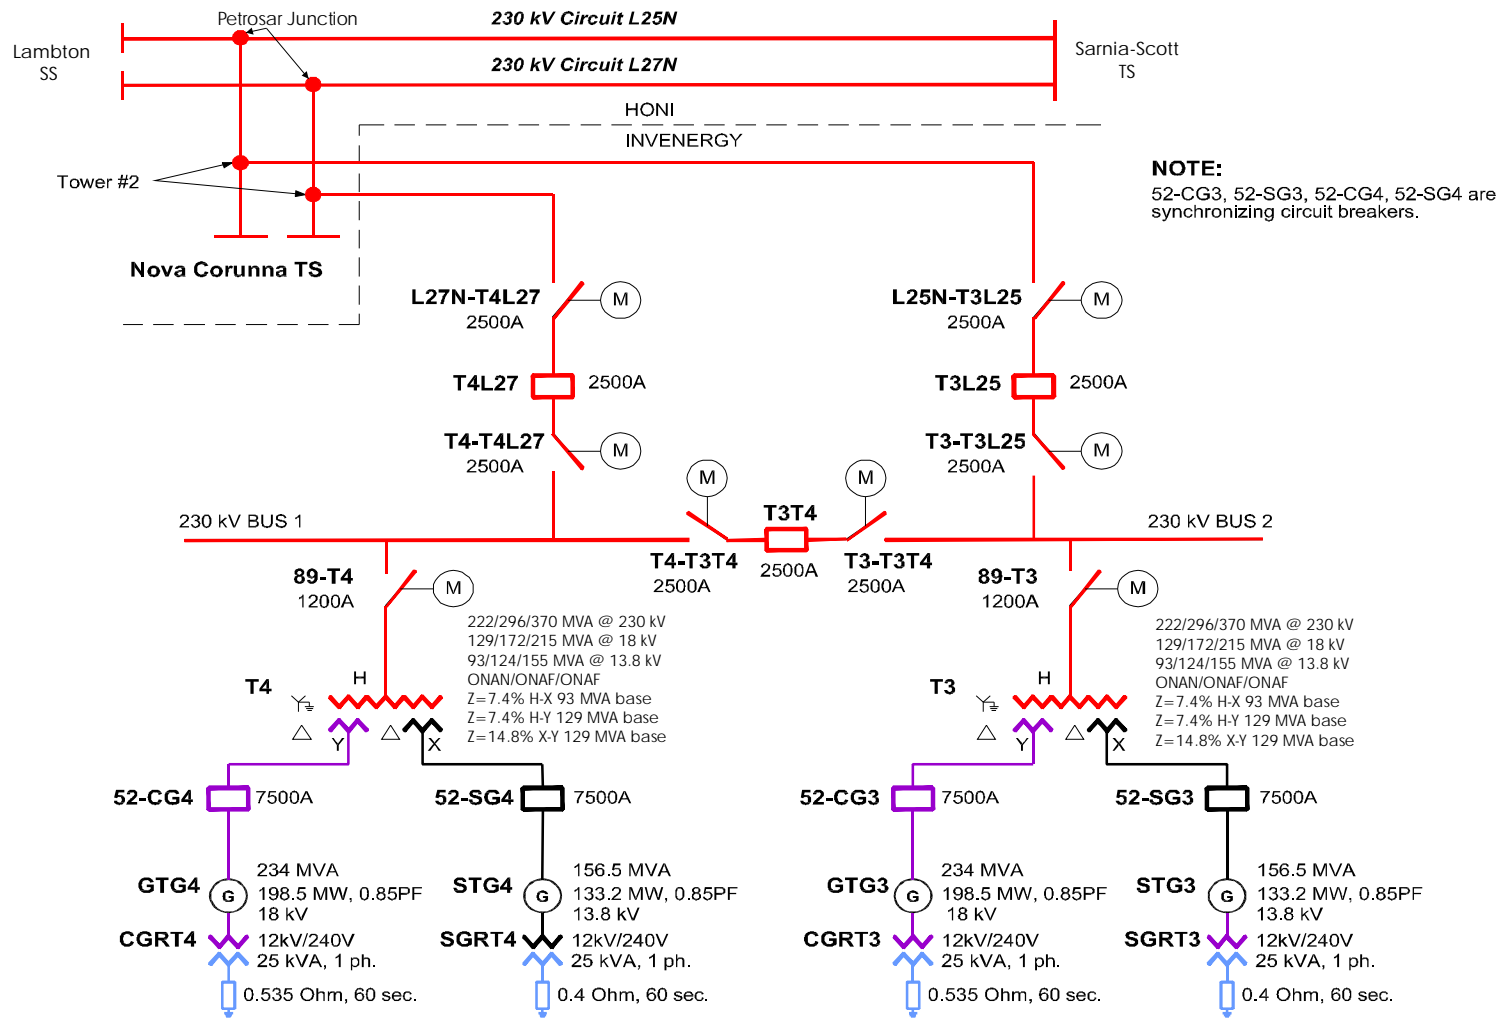 Petrosar Junction
230 kV Circuit L25N
Lambton
SS
230 kV Circuit L27N
Sarnia-Scott
TS
HONI
INVENERGY
Tower #2
NOTE:
52-CG3, 52-SG3, 52-CG4, 52-SG4 are
synchronizing circuit breakers.
Nova Corunna TS
L27N-T4L27
2500A
M
L25N-T3L25
2500A
M
T4L27
2500A
T3L25
2500A
T4-T4L27
2500A
M
T3-T3L25
2500A
M
M
M
T3T4
230 kV BUS 1
230 kV BUS 2
T4-T3T4
2500A
2500A
T3-T3T4
2500A
89-T4
1200A
M
89-T3
1200A
M
222/296/370 MVA @ 230 kV
129/172/215 MVA @ 18 kV
93/124/155 MVA @ 13.8 kV
ONAN/ONAF/ONAF
Z=7.4% H-X 93 MVA base
Z=7.4% H-Y 129 MVA base
Z=14.8% X-Y 129 MVA base
222/296/370 MVA @ 230 kV
129/172/215 MVA @ 18 kV
93/124/155 MVA @ 13.8 kV
ONAN/ONAF/ONAF
Z=7.4% H-X 93 MVA base
Z=7.4% H-Y 129 MVA base
Z=14.8% X-Y 129 MVA base
T4
H
Y
X
T3
H
Y
X
52-CG4
7500A
52-SG4
7500A
52-CG3
7500A
52-SG3
7500A
GTG4
G
234 MVA
198.5 MW, 0.85PF
18 kV
STG4
G
156.5 MVA
133.2 MW, 0.85PF
13.8 kV
GTG3
G
234 MVA
198.5 MW, 0.85PF
18 kV
STG3
G
156.5 MVA
133.2 MW, 0.85PF
13.8 kV
CGRT4
12kV/240V
25 kVA, 1 ph.
SGRT4
12kV/240V
25 kVA, 1 ph.
CGRT3
12kV/240V
25 kVA, 1 ph.
SGRT3
12kV/240V
25 kVA, 1 ph.
0.535 Ohm, 60 sec.
0.4 Ohm, 60 sec.
0.535 Ohm, 60 sec.
0.4 Ohm, 60 sec.